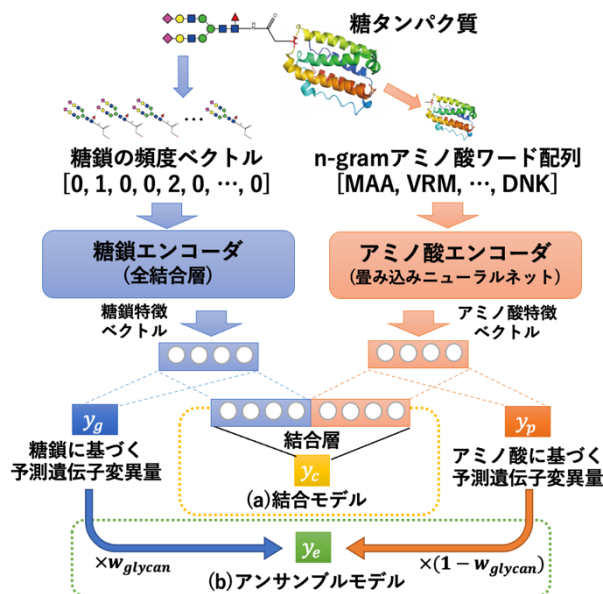 糖タンパク質
糖鎖の頻度ベクトル
[0, 1, 0, 0, 2, 0, …, 0]
n-gramアミノ酸ワード配列
[MAA, VRM, …, DNK]
糖鎖エンコーダ
(全結合層)
アミノ酸エンコーダ
(畳み込みニューラルネット)
糖鎖特徴
ベクトル
アミノ酸特徴
ベクトル
y_g
糖鎖に基づく
予測遺伝子変異量
結合層
y_c
(a)結合モデル
y_p
アミノ酸に基づく
予測遺伝子変異量
×w_glycan
y_e
×(1 − w_glycan)
(b)アンサンブルモデル